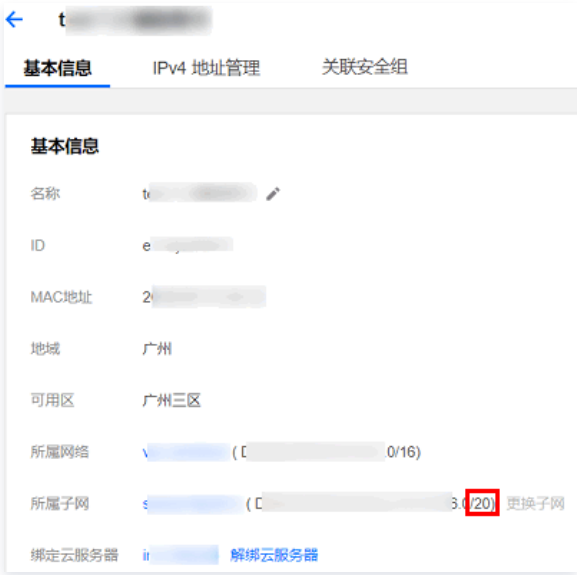 基本信息 IPv4 地址管理 关联安全组
基本信息
名称
ID
MAC地址
地域 广州
可用区 广州三区
所属网络 ( 0/16)
所属子网 ( 6.0/20) 更换子网
绑定云服务器 解绑云服务器